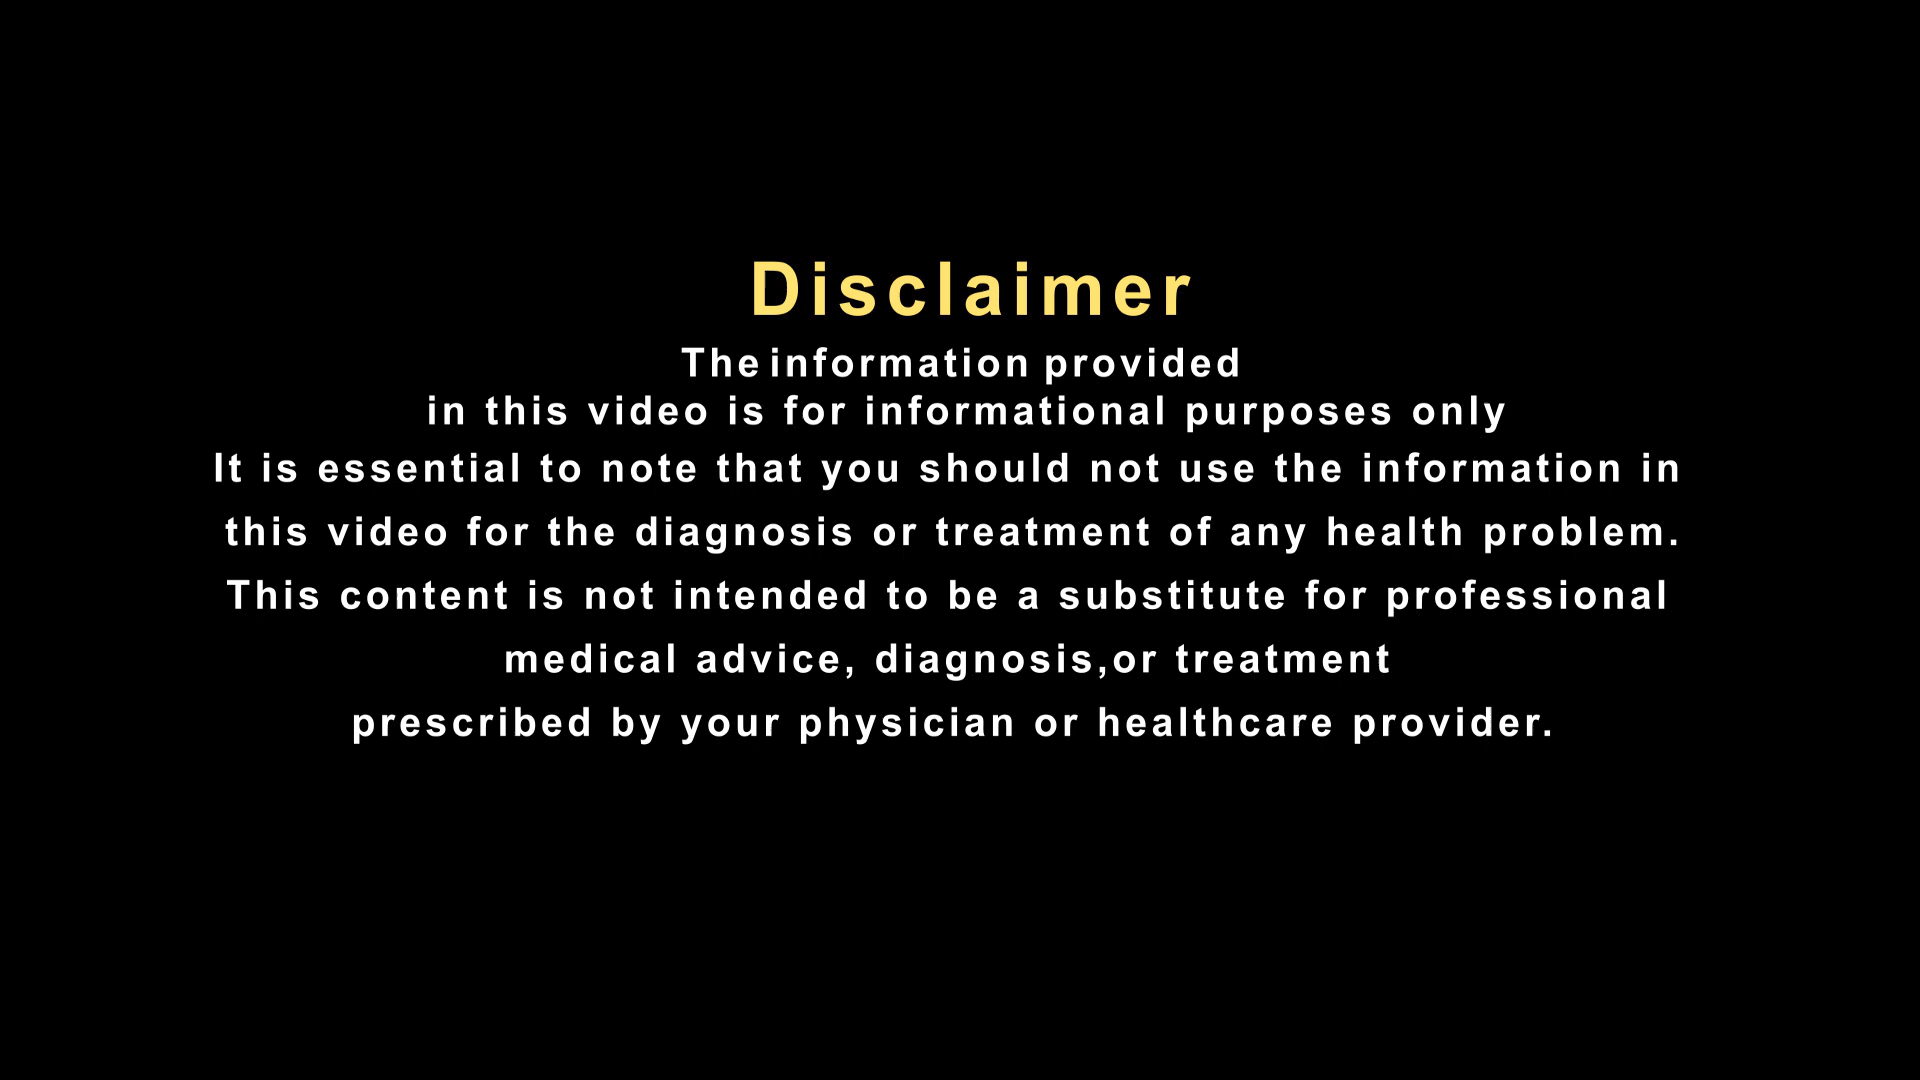 Disclaimer
The information provided
in this video is for informational purposes only
It is essential to note that you should not use the information in
this video for the diagnosis or treatment of any health problem.
This content is not intended to be a substitute for professional
medical advice, diagnosis,or treatment
prescribed by your physician or healthcare provider.